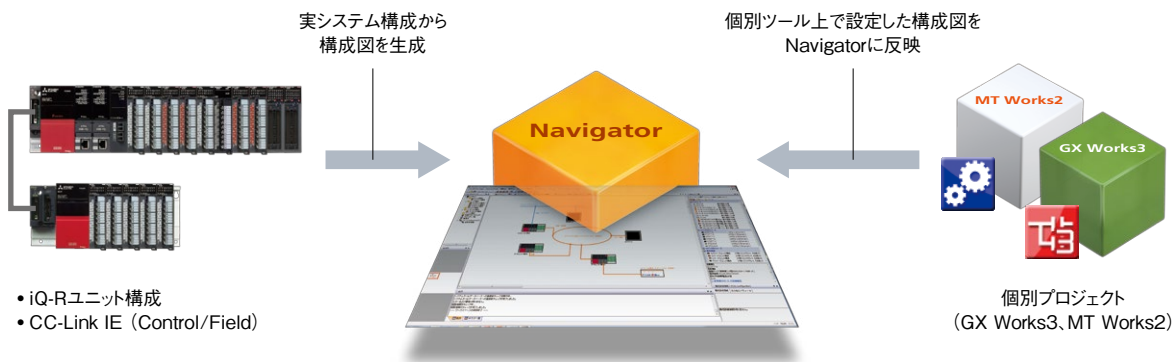 実システム構成から
構成図を生成
個別ツール上で設定した構成図を
Navigatorに反映
Navigator
MT Works2
GX Works3
• iQ-Rユニット構成
• CC-Link IE (Control/Field)
個別プロジェクト
(GX Works3、MT Works2)